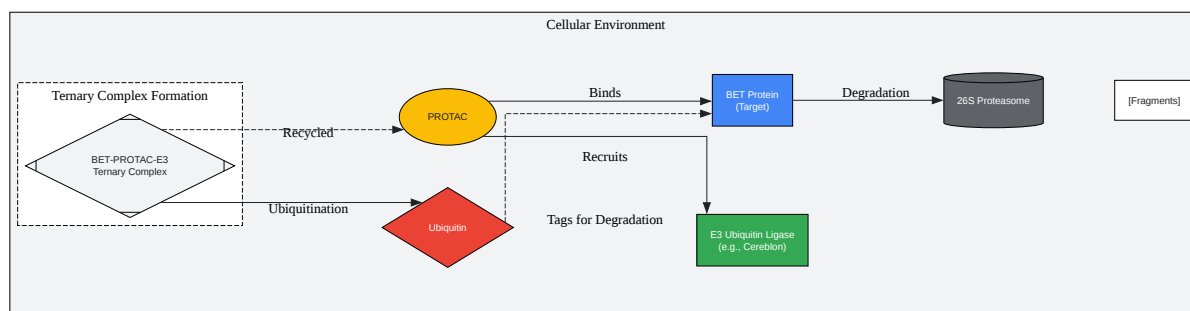 Cellular Environment
Ternary Complex Formation
BET-PROTAC-E3
Ternary Complex
Recycled
Ubiquitination
PROTAC
Ubiquitin
Binds
Recruits
Tags for Degradation
BET Protein
(Target)
E3 Ubiquitin Ligase
(e.g., Cereblon)
Degradation
26S Proteasome
[Fragments]